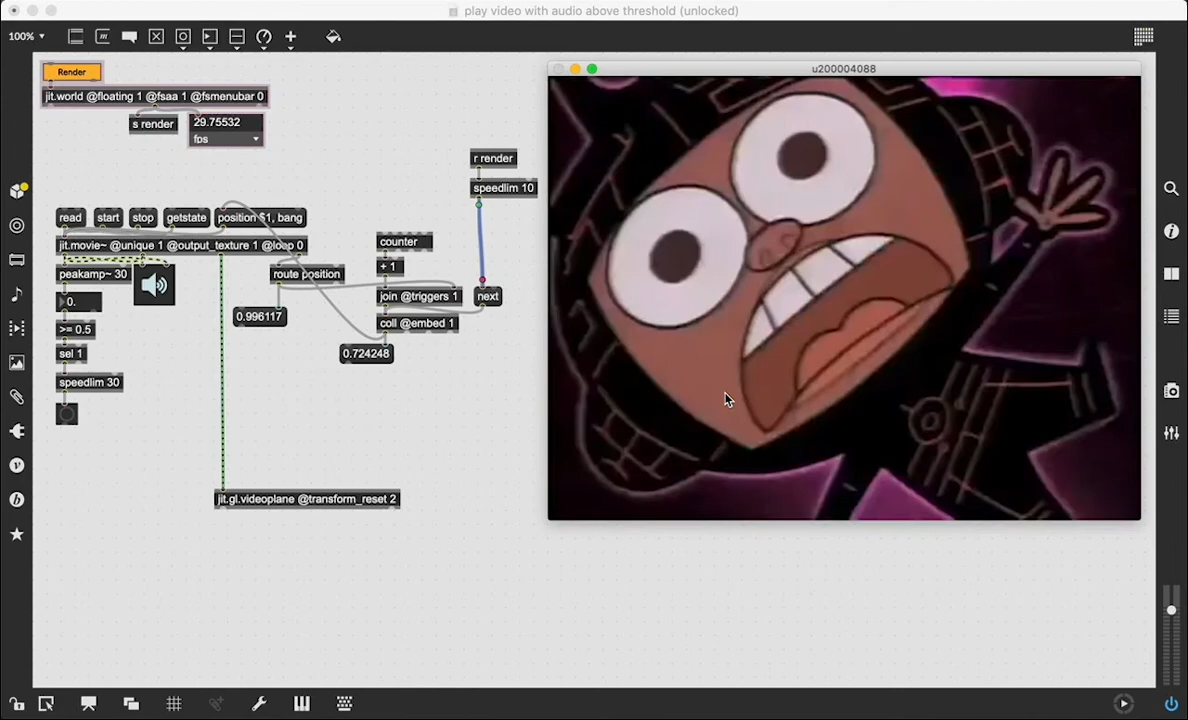 play video with audio above threshold (unlocked)
100%
Render
u200004088
jit.world @floating 1 @fsaa 1 @fsmenubar 0
s render
29.75532
fps
r render
speedlim 10
read
start
stop
getstate
position $1, bang
jit.movie~ @unique 1 @output_texture 1 @loop 0
counter
peakamp~ 30
route position
+ 1
0.
join @triggers 1
next
0.996117
>= 0.5
coll @embed 1
sel 1
0.724248
speedlim 30
jit.gl.videoplane @transform_reset 2